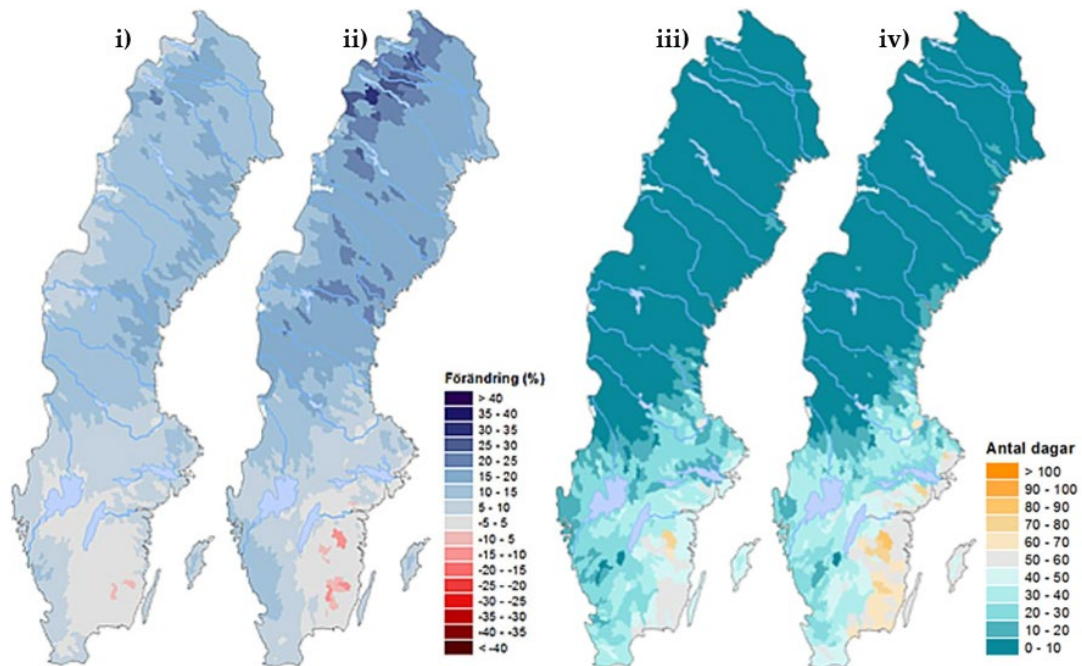 i)
ii)
iii)
iv)
Förändring (%)
> 40
35 - 40
30 - 35
25 - 30
20 - 25
15 - 20
10 - 15
5 - 10
-5 - 5
-10 - 5
-15 - -10
-20 - -15
-25 - -20
-30 - -25
-35 - -30
-40 - -35
< -40
Antal dagar
> 100
90 - 100
80 - 90
70 - 80
60 - 70
50 - 60
40 - 50
30 - 40
20 - 30
10 - 20
0 - 10